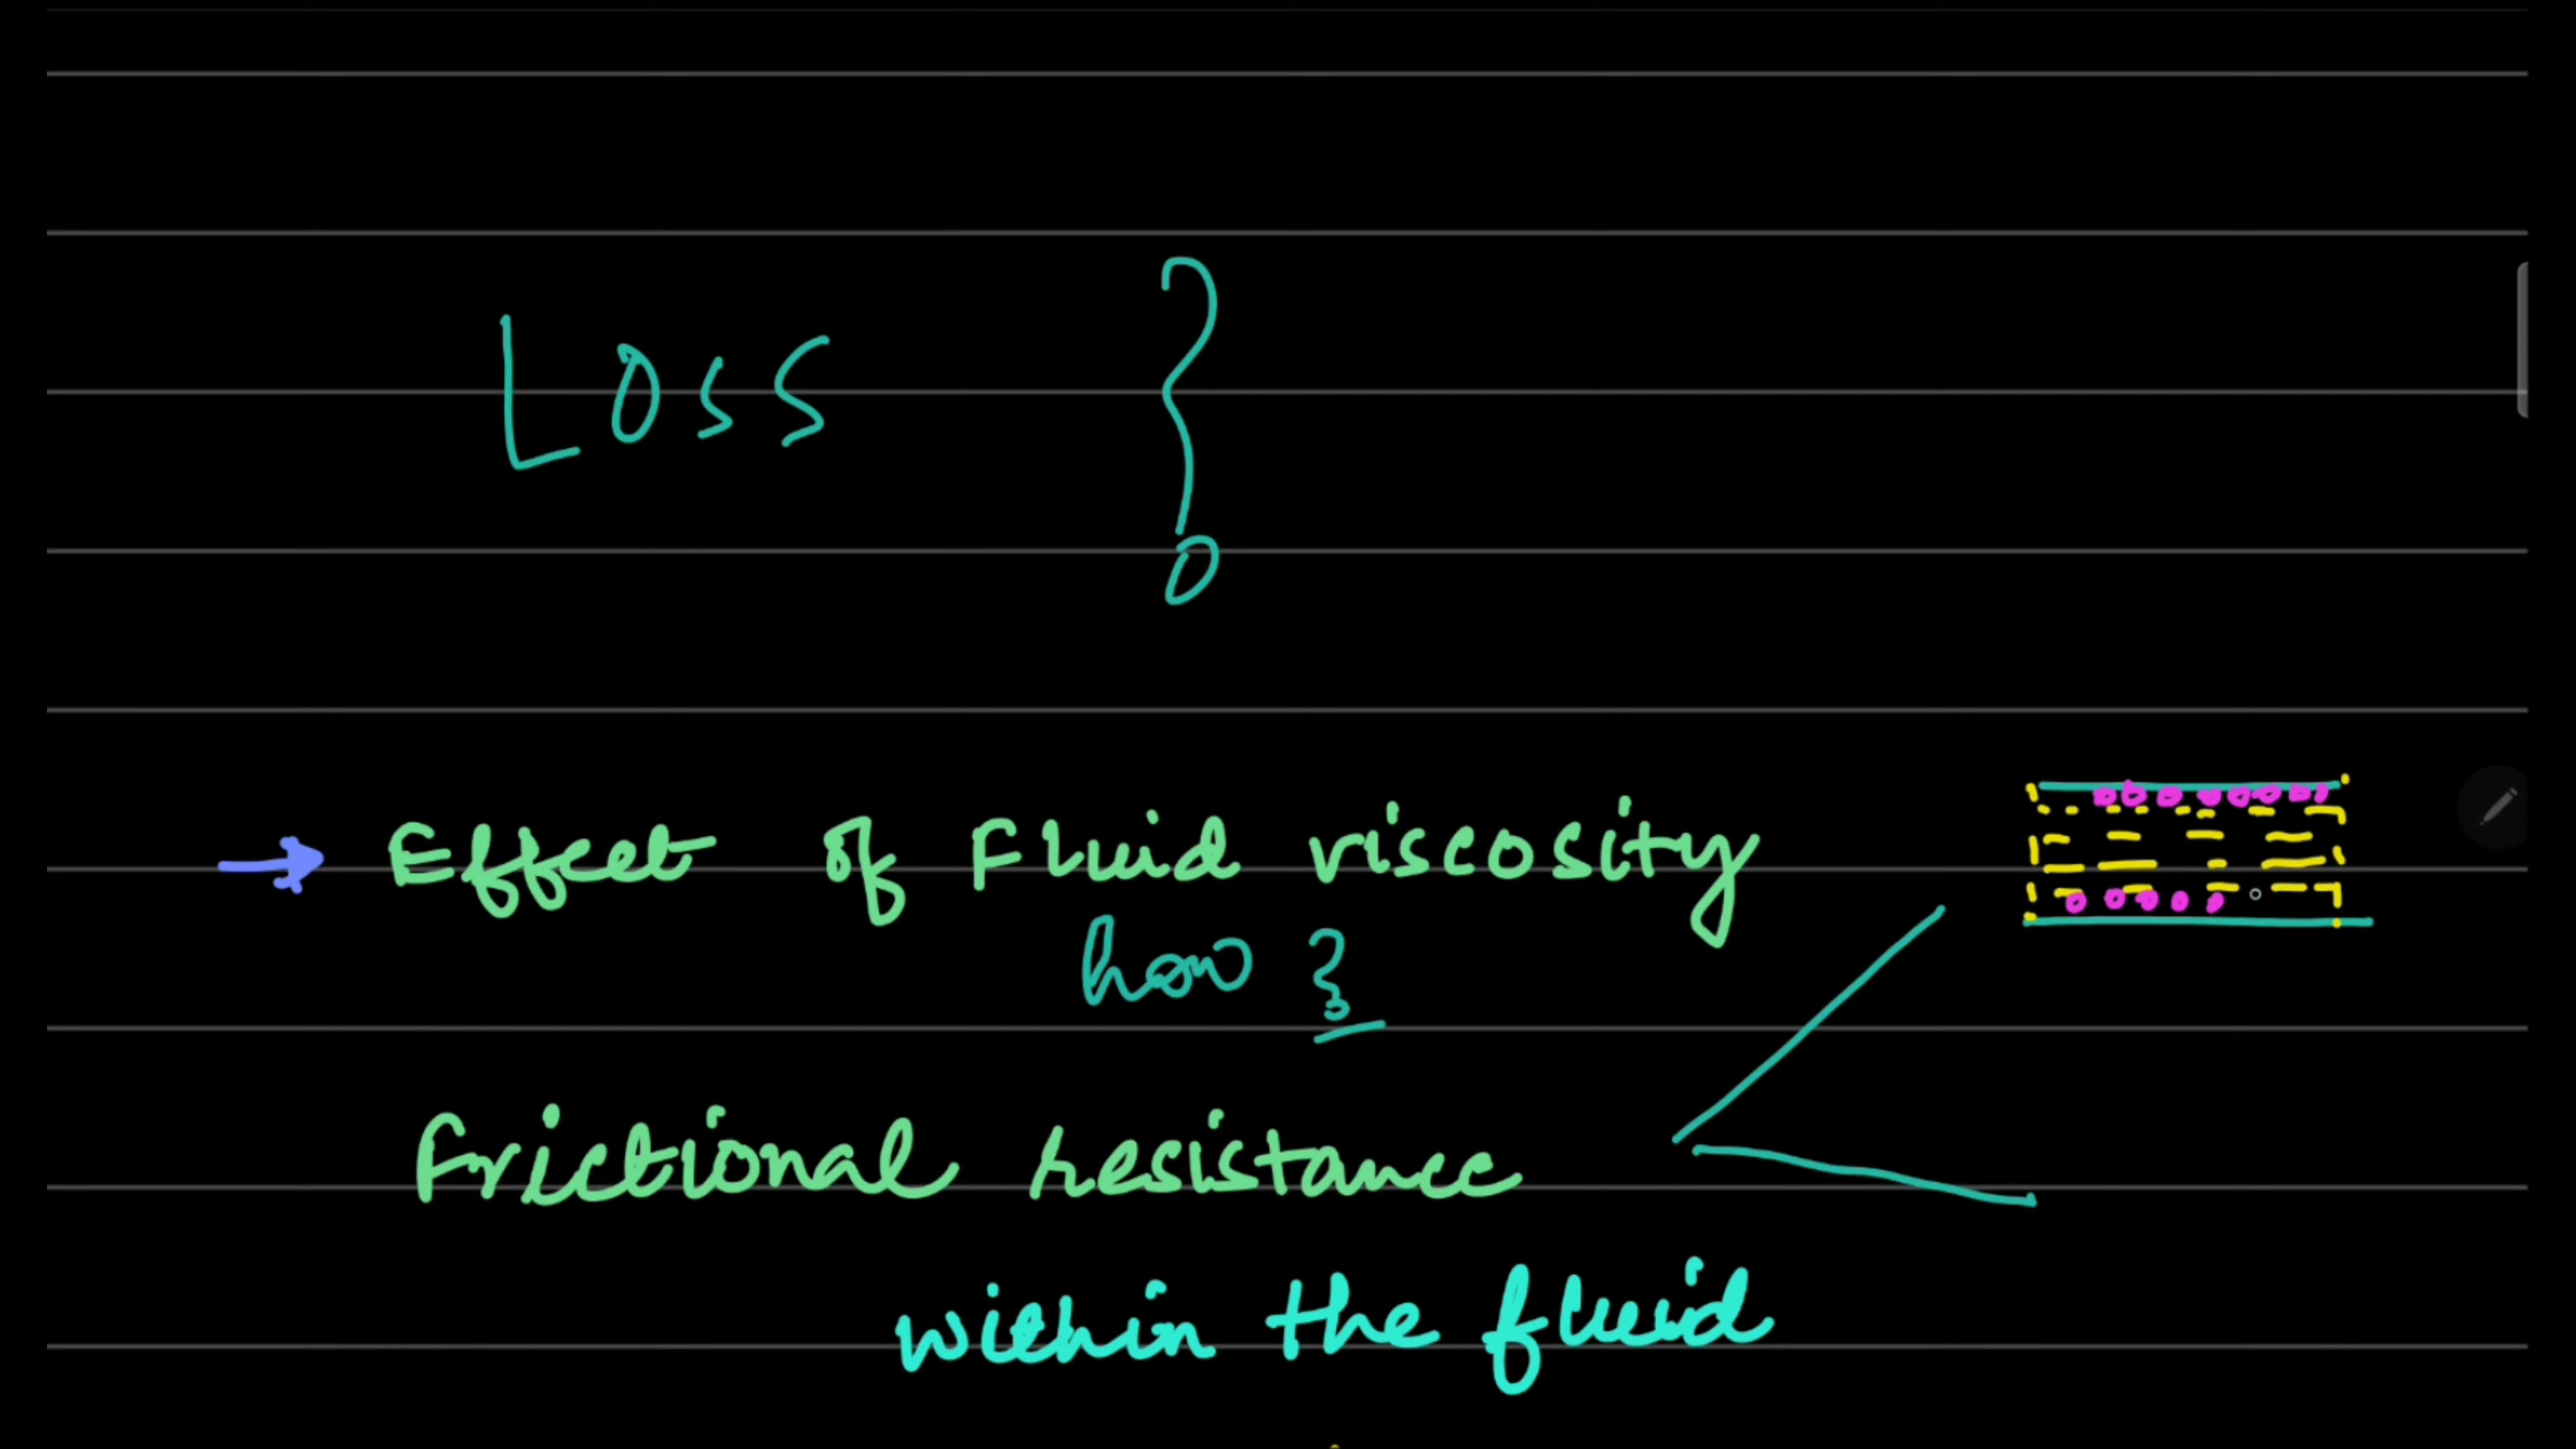 Loss ?
→ Effect of Fluid viscosity
how ?
Frictional resistance
within the fluid